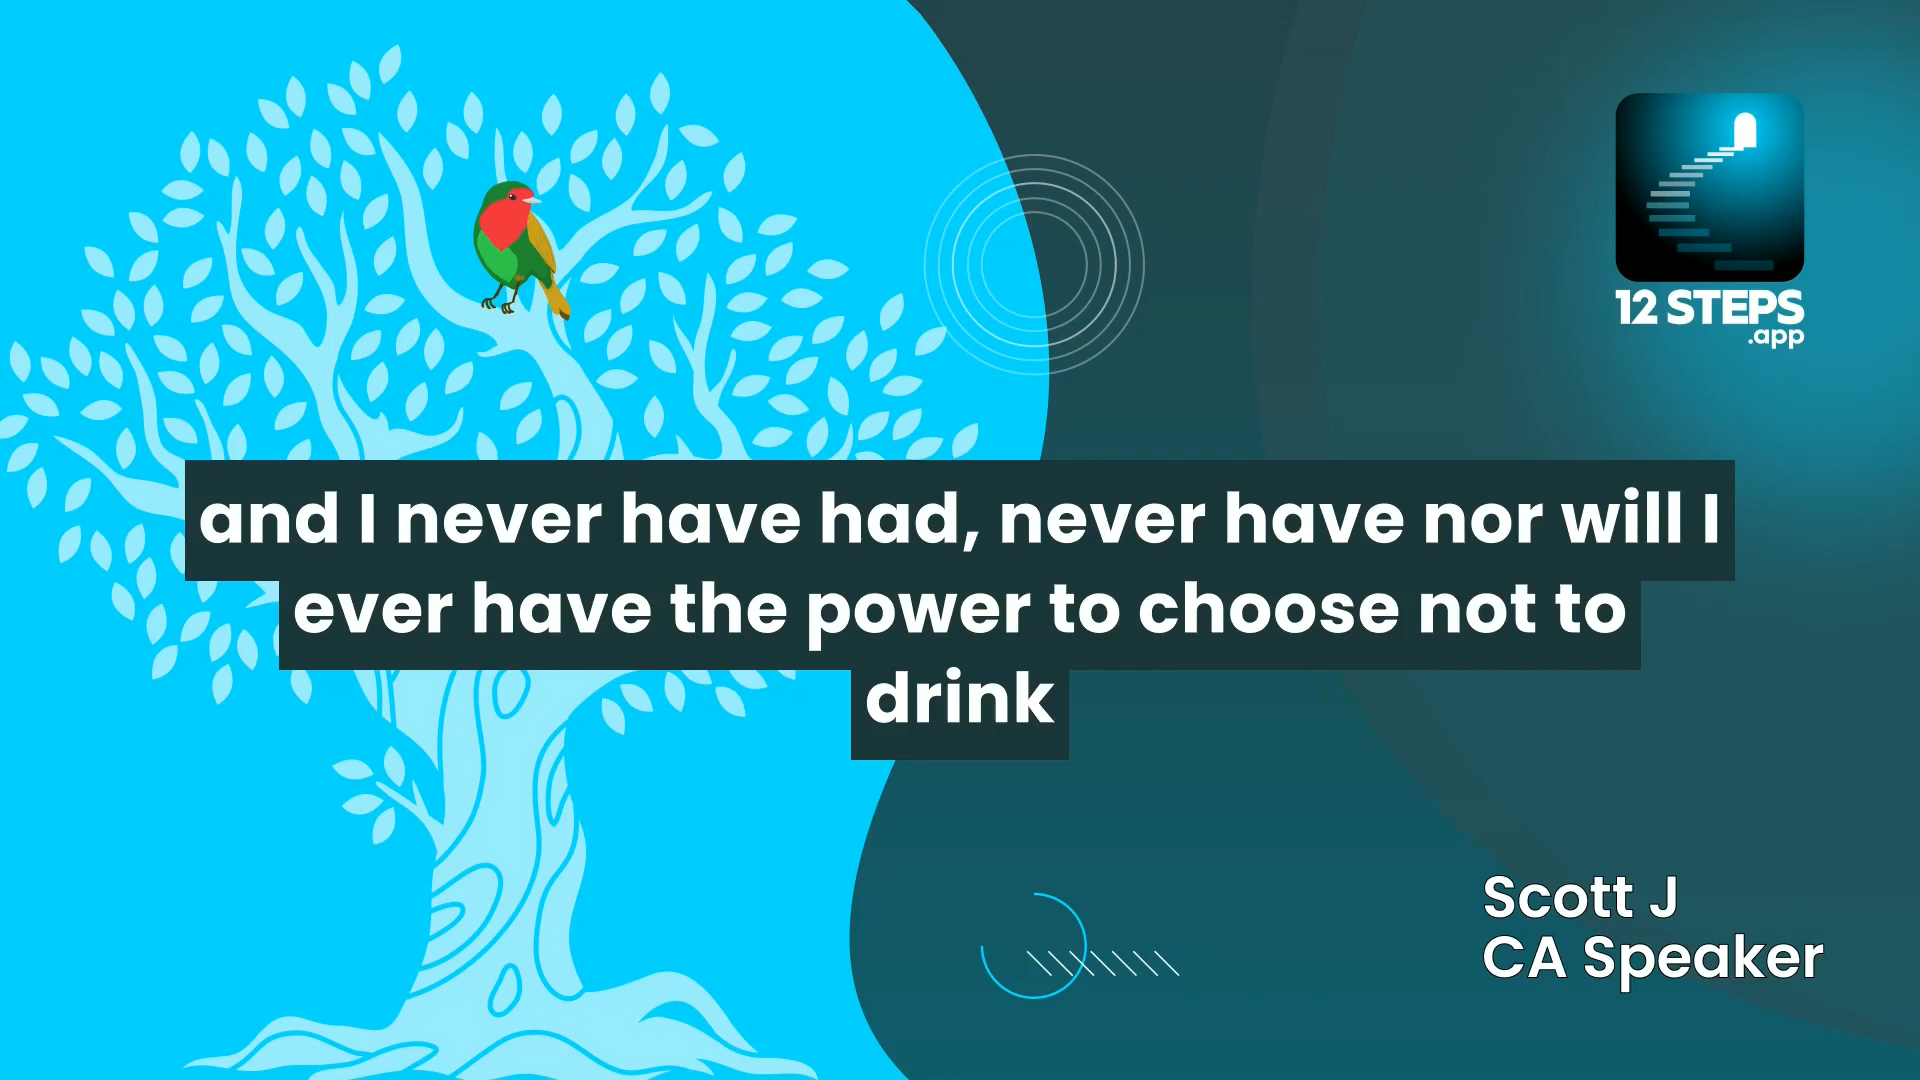 12 STEPS
.app
and I never have had, never have nor will I
ever have the power to choose not to
drink
Scott J
CA Speaker